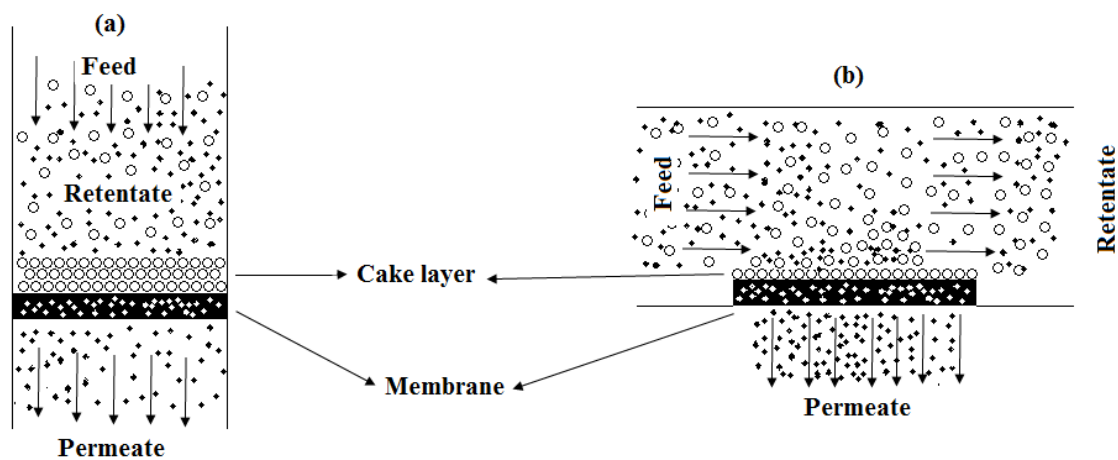 (a)
Feed
Retentate
Permeate
Cake layer
Membrane
(b)
Feed
Retentate
Permeate